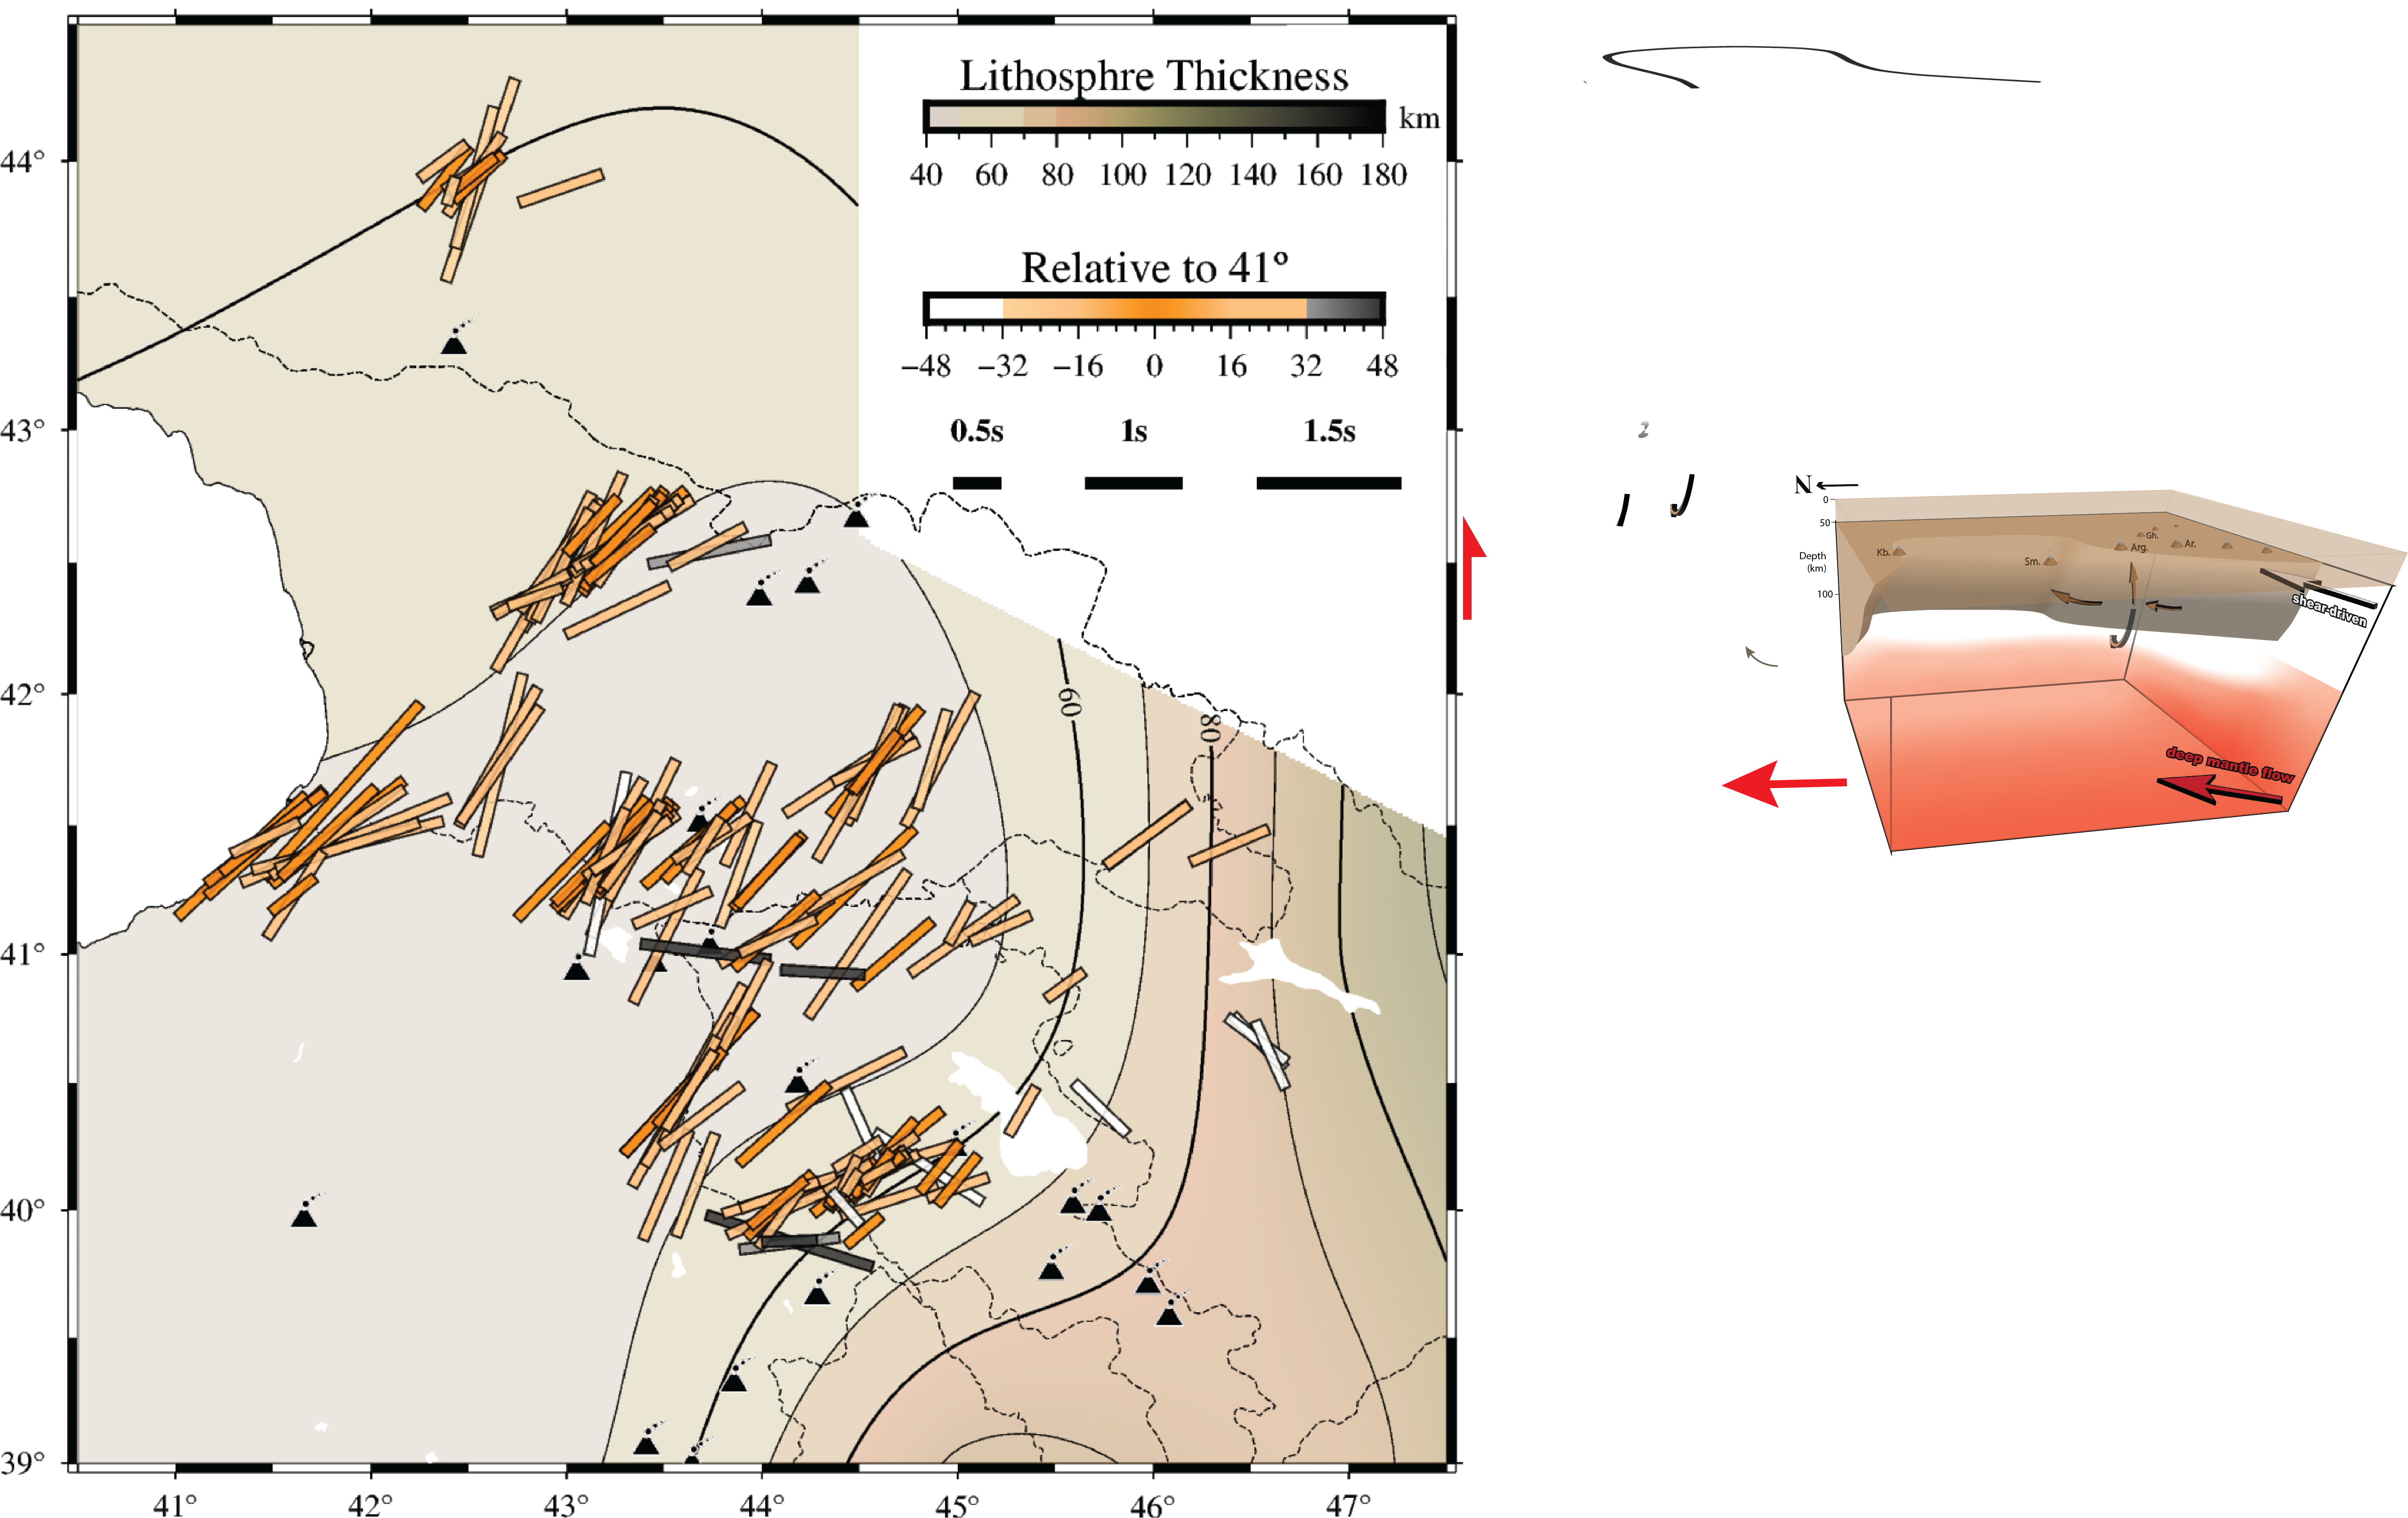 Lithosphre Thickness
km
40 60 80 100 120 140 160 180
Relative to 41°
−48 −32 −16 0 16 32 48
0.5s 1s 1.5s
44°
43°
42°
41°
40°
39°
41° 42° 43° 44° 45° 46° 47°
60
80
N
0
50
Depth
(km)
100
Kb.
Sm.
Gh.
Arg.
Ar.
shear-driven
deep mantle flow